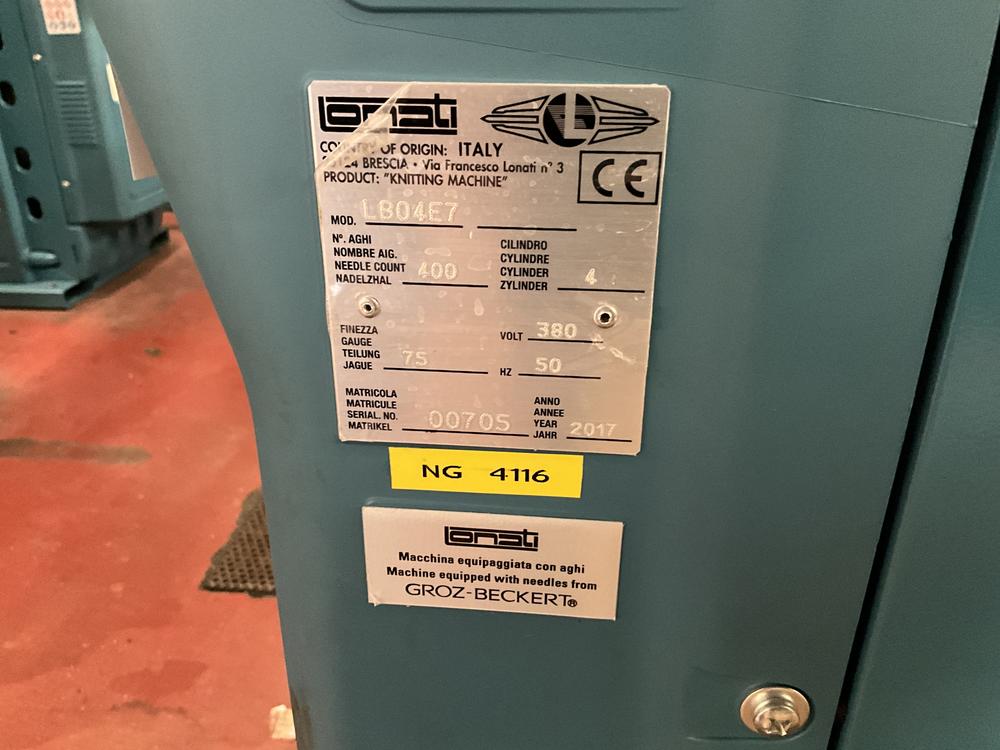 Lonati
L
COUNTRY OF ORIGIN: ITALY
BRESCIA • Via Francesco Lonati n° 3
PRODUCT: "KNITTING MACHINE"
CE
MOD. LB04E7
N°. AGHI
NOMBRE AIG.
NEEDLE COUNT 400
NADELZHAL
CILINDRO
CYLINDRE
CYLINDER 4
ZYLINDER
FINEZZA
GAUGE
TEILUNG 75
JAGUE
VOLT 380
HZ 50
MATRICOLA
MATRICULE
SERIAL. NO. 00705
MATRIKEL
ANNO
ANNEE
YEAR 2017
JAHR
NG 4116
Lonati
Macchina equipaggiata con aghi
Machine equipped with needles from
GROZ-BECKERT®